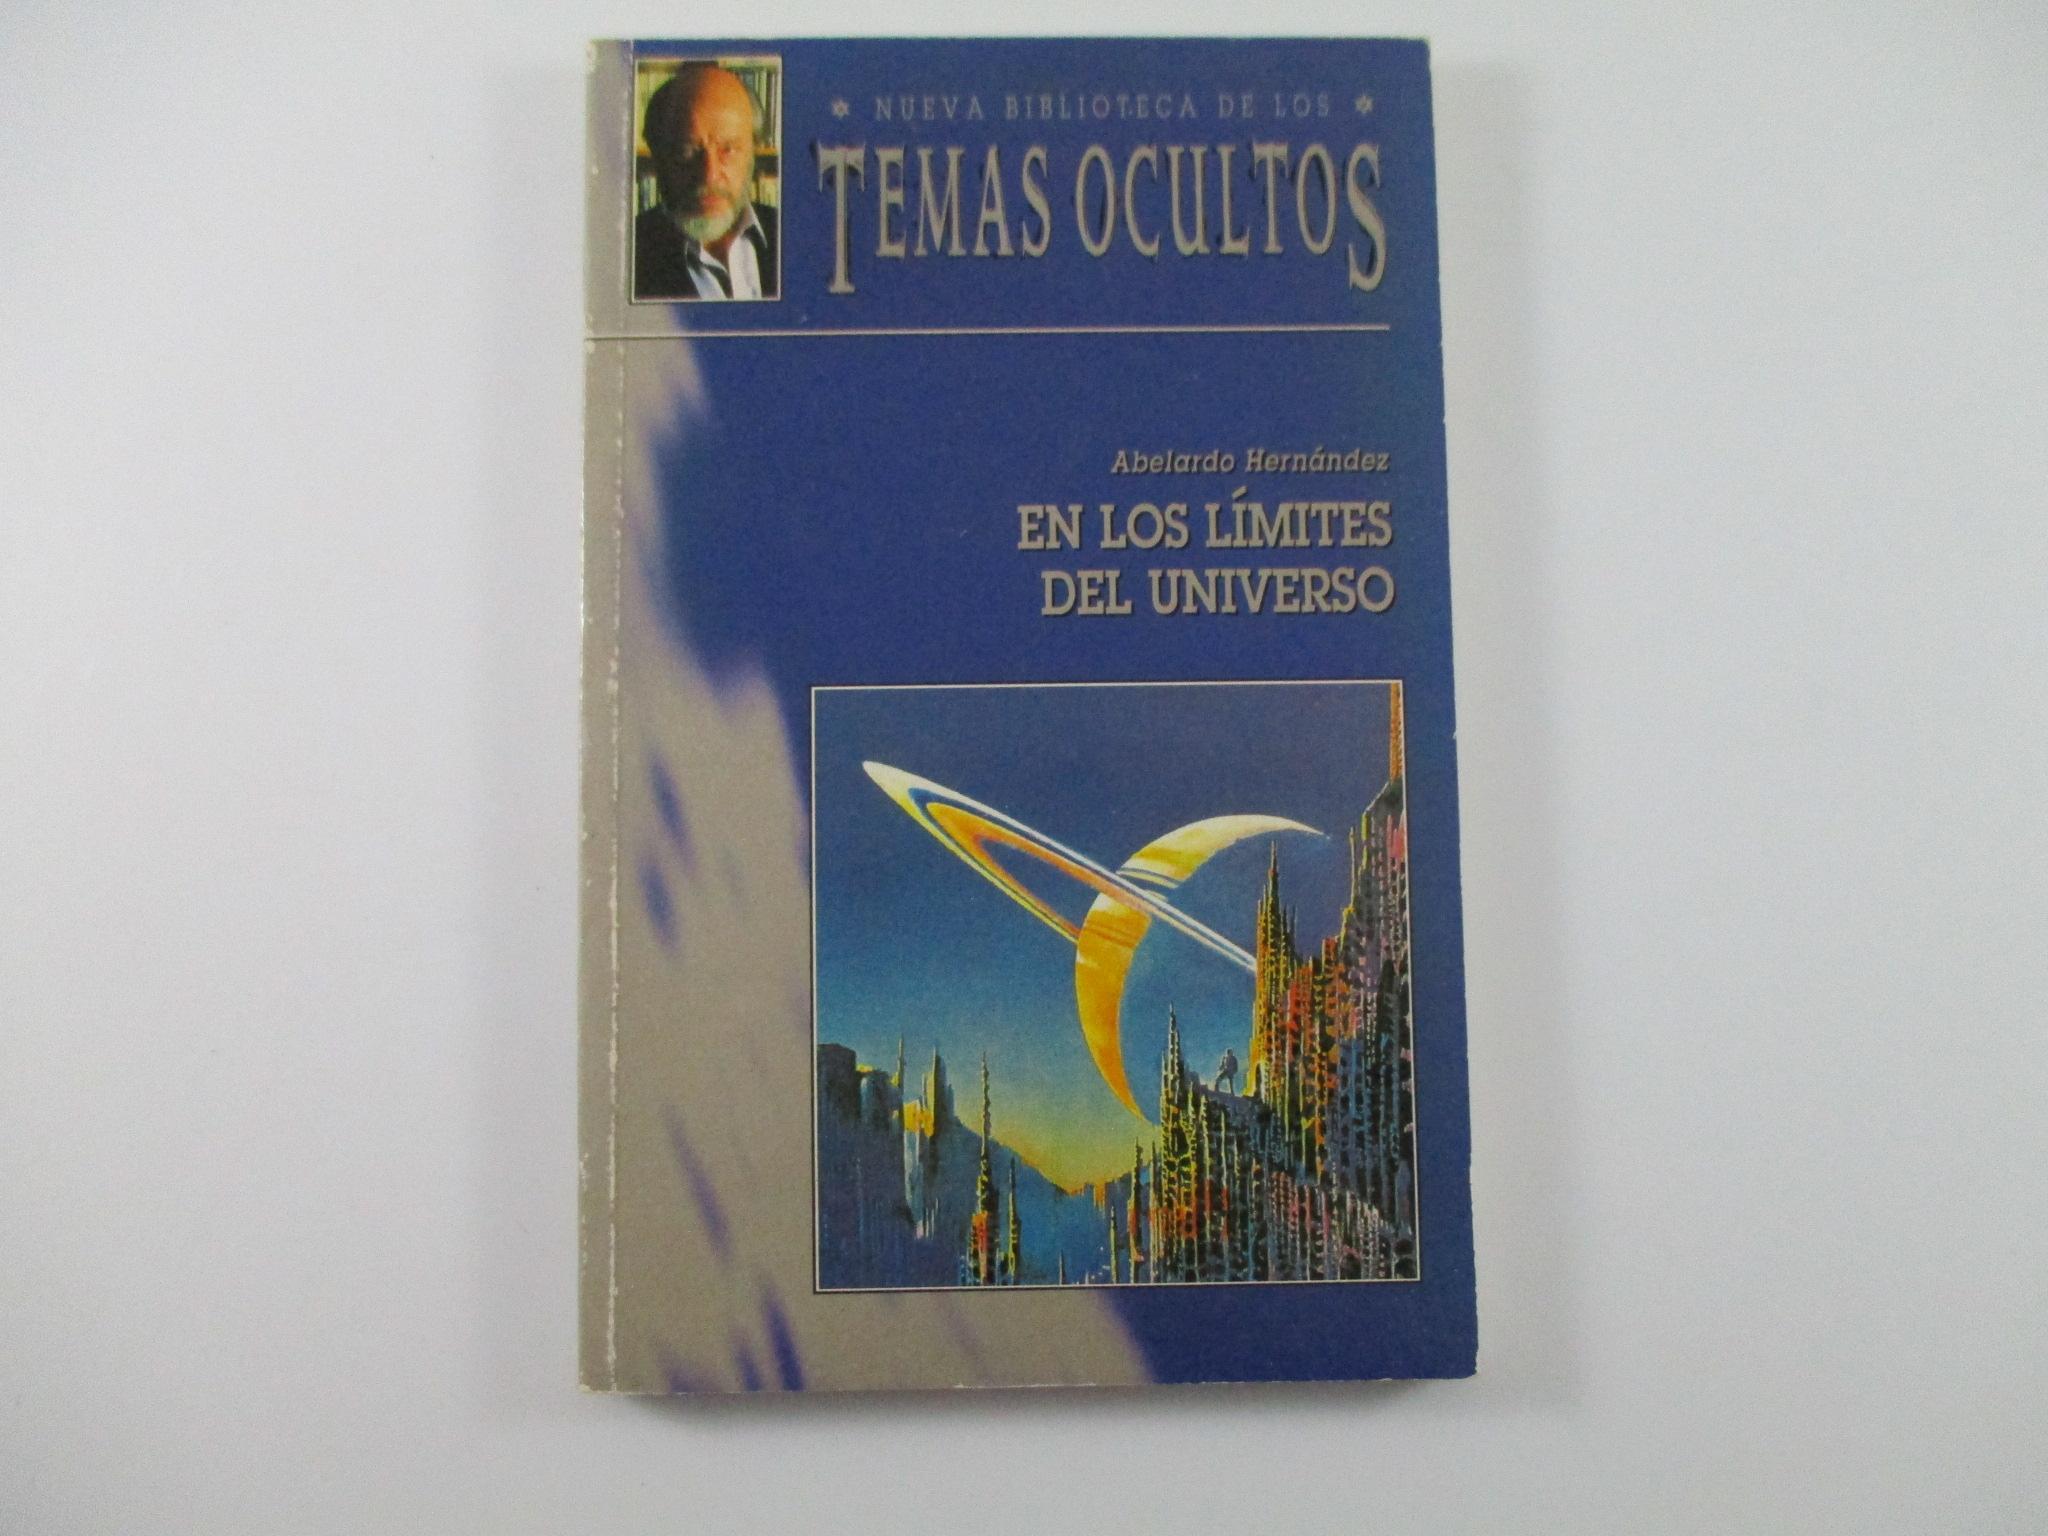 NUEVA BIBLIOTECA DE LOS
TEMAS OCULTOS
Abelardo Hernández
EN LOS LÍMITES
DEL UNIVERSO